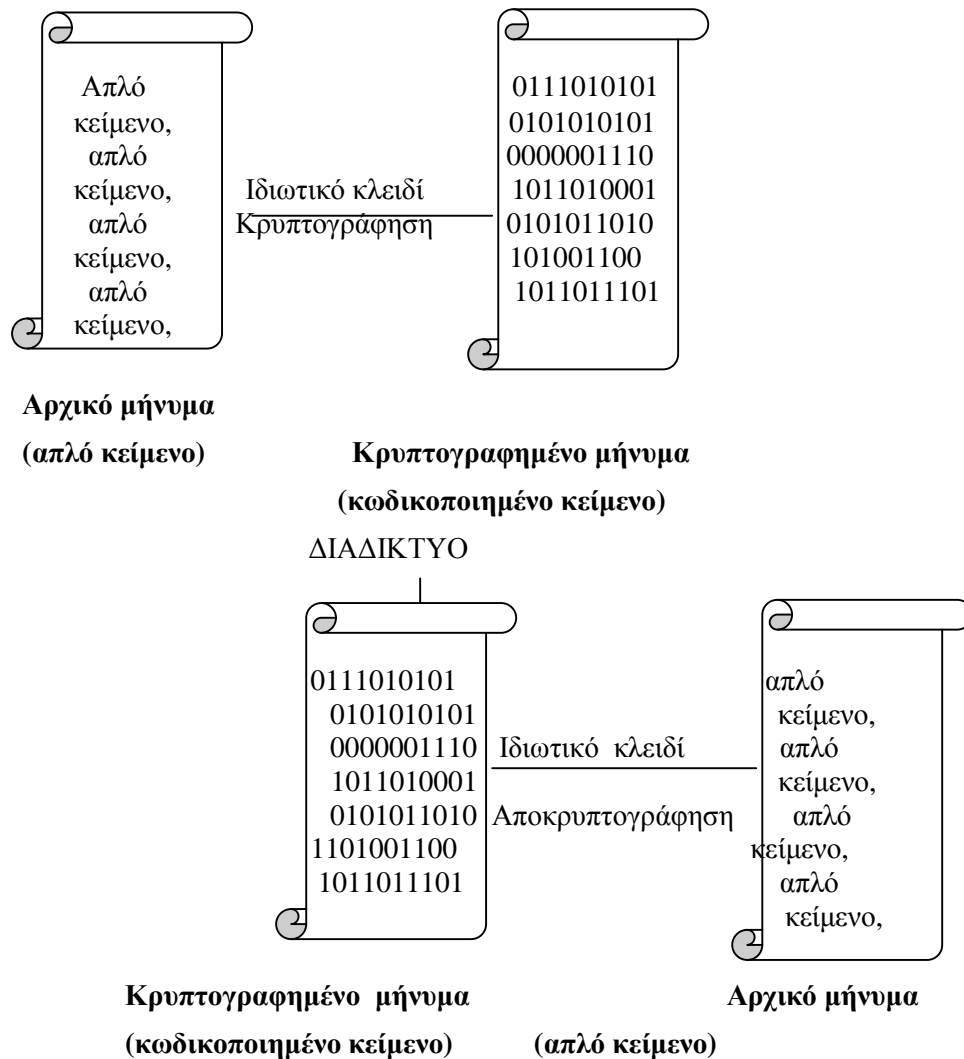 Απλό
κείμενο,
απλό
κείμενο,
απλό
κείμενο,
απλό
κείμενο,
Ιδιωτικό κλειδί
Κρυπτογράφηση
0111010101
0101010101
0000001110
1011010001
0101011010
101001100
1011011101
Αρχικό μήνυμα
(απλό κείμενο)
Κρυπτογραφημένο μήνυμα
(κωδικοποιημένο κείμενο)
ΔΙΑΔΙΚΤΥΟ
0111010101
0101010101
0000001110
1011010001
0101011010
1101001100
1011011101
Ιδιωτικό κλειδί
Αποκρυπτογράφηση
απλό
κείμενο,
απλό
κείμενο,
απλό
κείμενο,
απλό
κείμενο,
Κρυπτογραφημένο μήνυμα
(κωδικοποιημένο κείμενο)
Αρχικό μήνυμα
(απλό κείμενο)